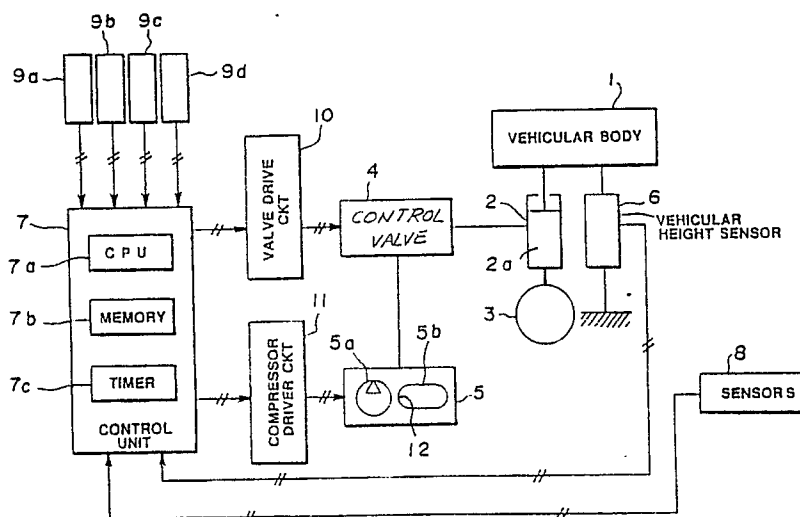 9a
9b
9c
9d
10
VALVE DRIVE
CKT
4
CONTROL
VALVE
1
VEHICULAR BODY
2
2a
3
6
VEHICULAR
HEIGHT SENSOR
7
7a
CPU
7b
MEMORY
7c
TIMER
CONTROL
UNIT
11
COMPRESSOR
DRIVER CKT
5a
5b
5
12
8
SENSORS